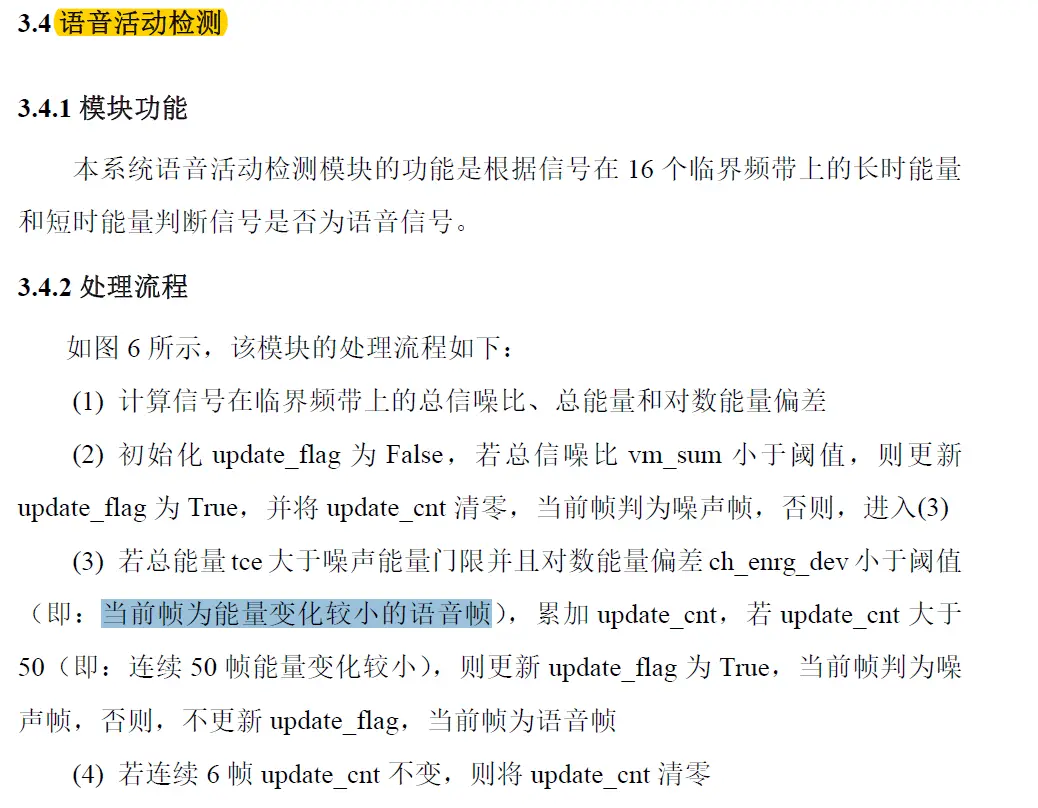 3.4 语音活动检测
3.4.1 模块功能
本系统语音活动检测模块的功能是根据信号在 16 个临界频带上的长时能量
和短时能量判断信号是否为语音信号。
3.4.2 处理流程
如图 6 所示，该模块的处理流程如下：
(1) 计算信号在临界频带上的总信噪比、总能量和对数能量偏差
(2) 初始化 update_flag 为 False，若总信噪比 vm_sum 小于阈值，则更新
update_flag 为 True，并将 update_cnt 清零，当前帧判为噪声帧，否则，进入(3)
(3) 若总能量 tce 大于噪声能量门限并且对数能量偏差 ch_enrg_dev 小于阈值
（即：当前帧为能量变化较小的语音帧），累加 update_cnt，若 update_cnt 大于
50（即：连续 50 帧能量变化较小），则更新 update_flag 为 True，当前帧判为噪
声帧，否则，不更新 update_flag，当前帧为语音帧
(4) 若连续 6 帧 update_cnt 不变，则将 update_cnt 清零